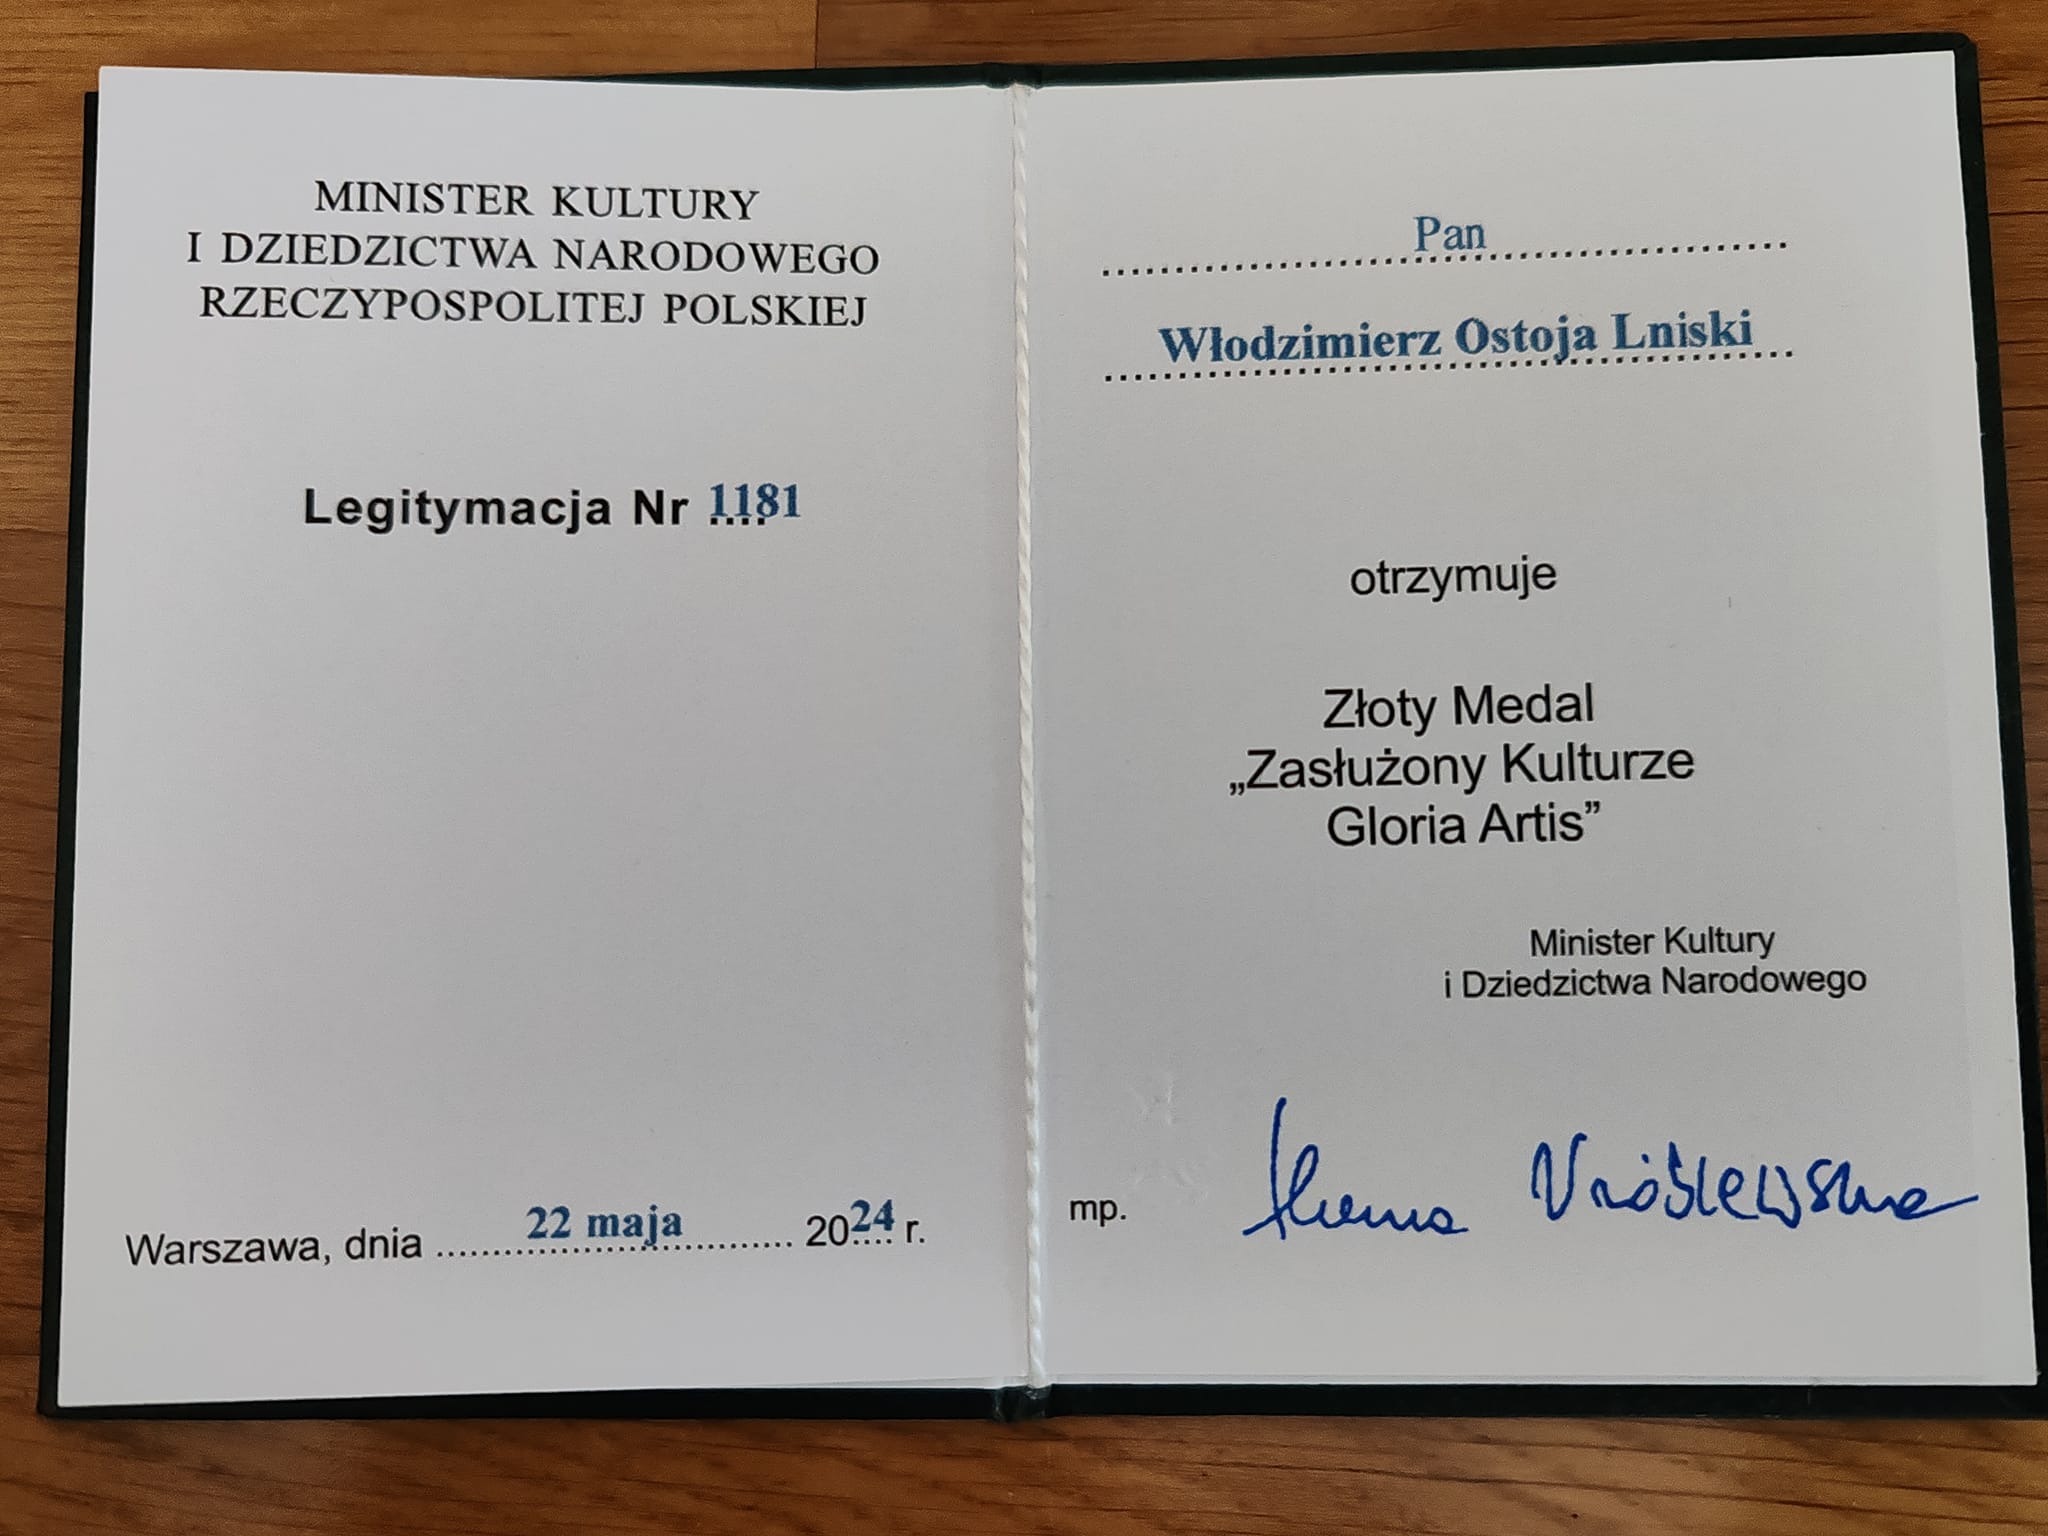 MINISTER KULTURY
I DZIEDZICTWA NARODOWEGO
RZECZYPOSPOLITEJ POLSKIEJ
Legitymacja Nr 1181
Warszawa, dnia 22 maja 2024 r.
Pan
Włodzimierz Ostoja Lniski
otrzymuje
Złoty Medal
„Zasłużony Kulturze
Gloria Artis”
Minister Kultury
i Dziedzictwa Narodowego
mp.
Wróblewska